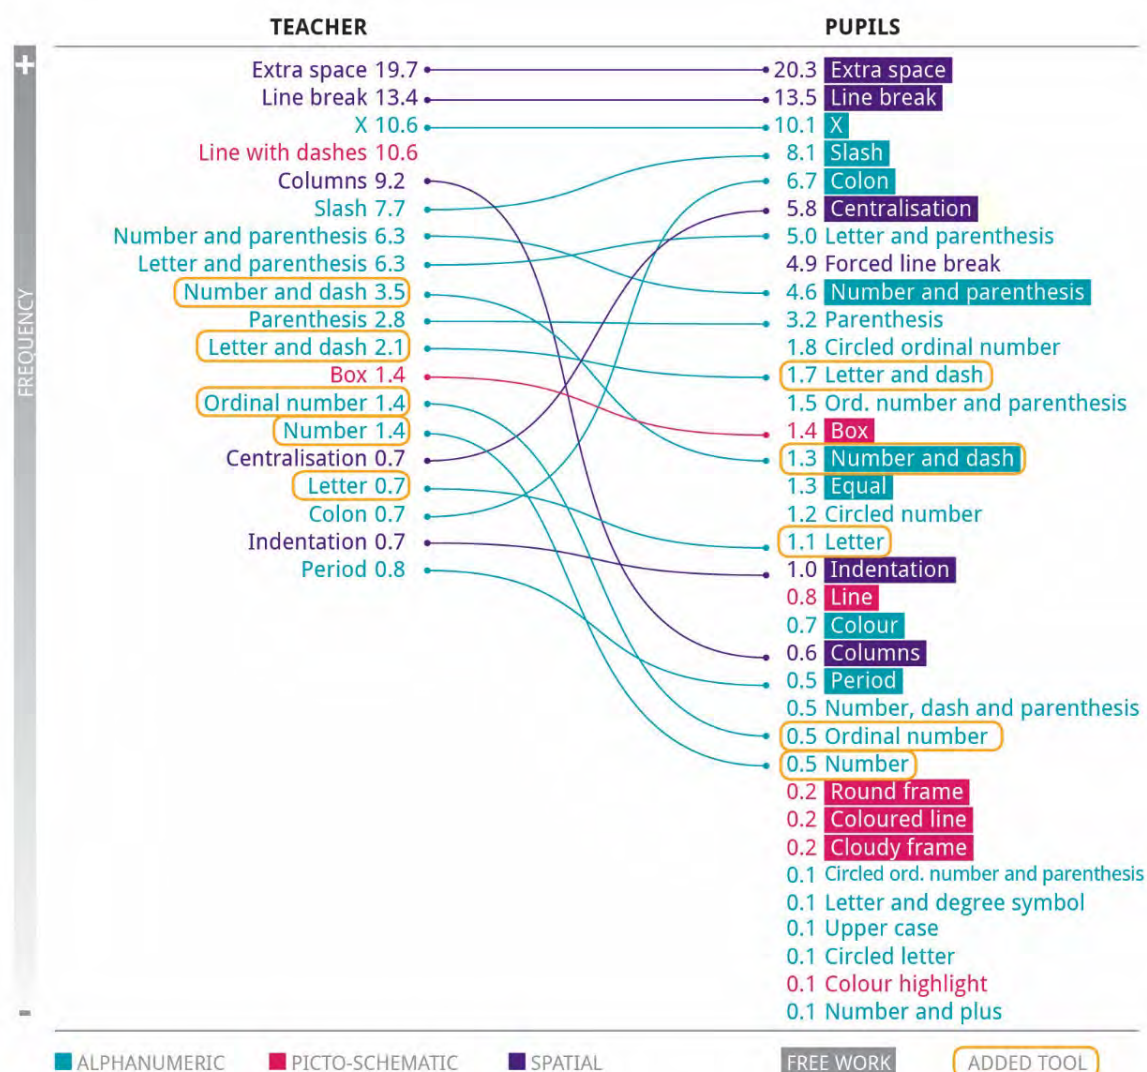 TEACHER PUPILS
+
FREQUENCY
-
Extra space 19.7 20.3 Extra space
Line break 13.4 13.5 Line break
X 10.6 10.1 X
Line with dashes 10.6 8.1 Slash
Columns 9.2 6.7 Colon
Slash 7.7 5.8 Centralisation
Number and parenthesis 6.3 5.0 Letter and parenthesis
Letter and parenthesis 6.3 4.9 Forced line break
Number and dash 3.5 4.6 Number and parenthesis
Parenthesis 2.8 3.2 Parenthesis
Letter and dash 2.1 1.8 Circled ordinal number
Box 1.4 1.7 Letter and dash
Ordinal number 1.4 1.5 Ord. number and parenthesis
Number 1.4 1.4 Box
Centralisation 0.7 1.3 Number and dash
Letter 0.7 1.3 Equal
Colon 0.7 1.2 Circled number
Indentation 0.7 1.1 Letter
Period 0.8 1.0 Indentation
0.8 Line
0.7 Colour
0.6 Columns
0.5 Period
0.5 Number, dash and parenthesis
0.5 Ordinal number
0.5 Number
0.2 Round frame
0.2 Coloured line
0.2 Cloudy frame
0.1 Circled ord. number and parenthesis
0.1 Letter and degree symbol
0.1 Upper case
0.1 Circled letter
0.1 Colour highlight
0.1 Number and plus
ALPHANUMERIC PICTO-SCHEMATIC SPATIAL FREE WORK ADDED TOOL